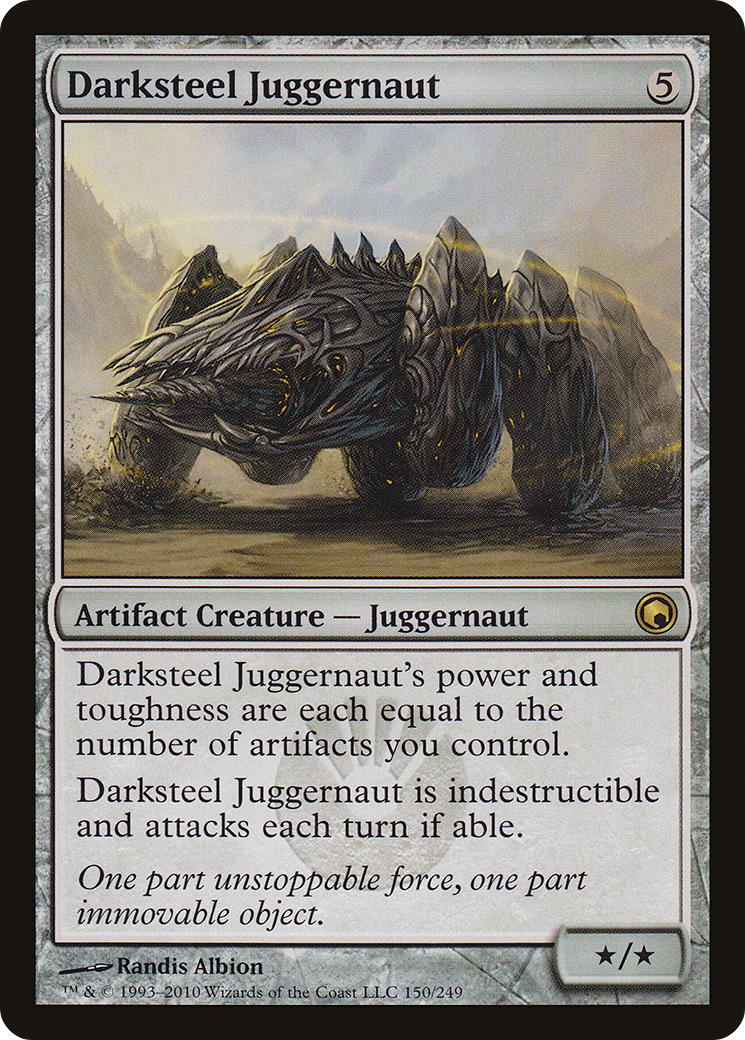 Darksteel Juggernaut 5
Artifact Creature — Juggernaut
Darksteel Juggernaut's power and
toughness are each equal to the
number of artifacts you control.
Darksteel Juggernaut is indestructible
and attacks each turn if able.
One part unstoppable force, one part
immovable object.
★/★
Randis Albion
™ & © 1993–2010 Wizards of the Coast LLC 150/249